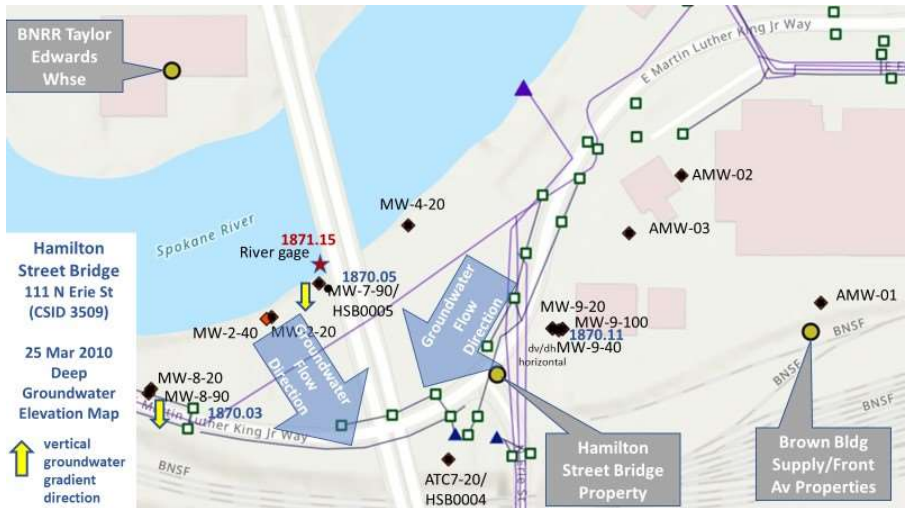 BNRR Taylor
Edwards
Whse
E Martin Luther King Jr Way
AMW-02
MW-4-20
AMW-03
Spokane River
1871.15
River gage
1870.05
MW-7-90/
HSB0005
Hamilton
Street Bridge
111 N Erie St
(CSID 3509)
25 Mar 2010
Deep
Groundwater
Elevation Map
vertical
groundwater
gradient
direction
MW-2-40
MW-2-20
Groundwater
Flow
Direction
Groundwater
Flow
Direction
MW-9-20
MW-9-100
1870.11
MW-9-40
dv/dh
horizontal
AMW-01
BNSF
BNSF
BNSF
MW-8-20
MW-8-90
1870.03
E Martin Luther King Jr Way
BNSF
ATC7-20/
HSB0004
Hamilton
Street Bridge
Property
Brown Bldg
Supply/Front
Av Properties